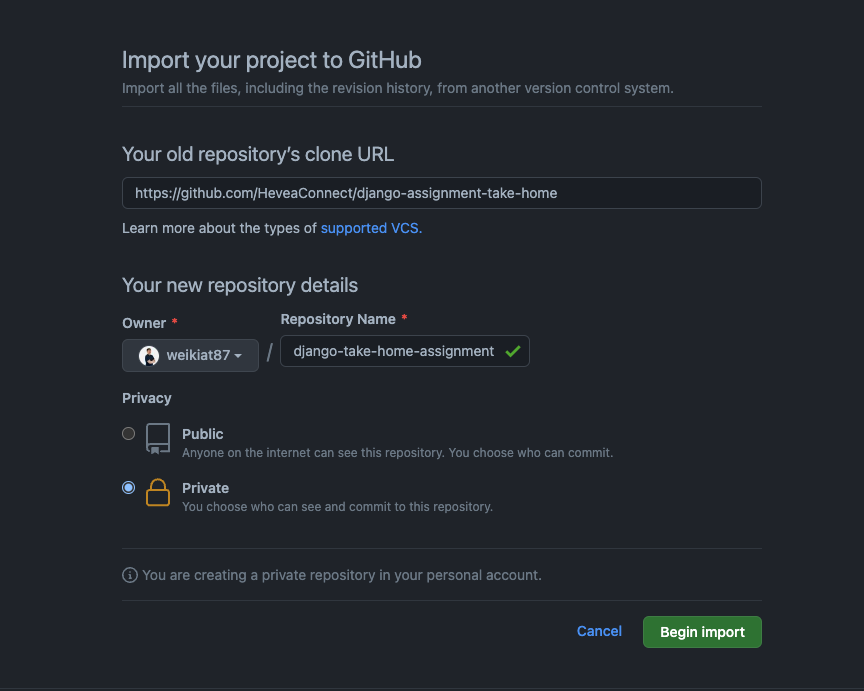 Import your project to GitHub
Import all the files, including the revision history, from another version control system.
Your old repository's clone URL
https://github.com/HeveaConnect/django-assignment-take-home
Learn more about the types of supported VCS.
Your new repository details
Owner *
Repository Name *
weikiat87
/
django-take-home-assignment
Privacy
Public
Anyone on the internet can see this repository. You choose who can commit.
Private
You choose who can see and commit to this repository.
You are creating a private repository in your personal account.
Cancel
Begin import